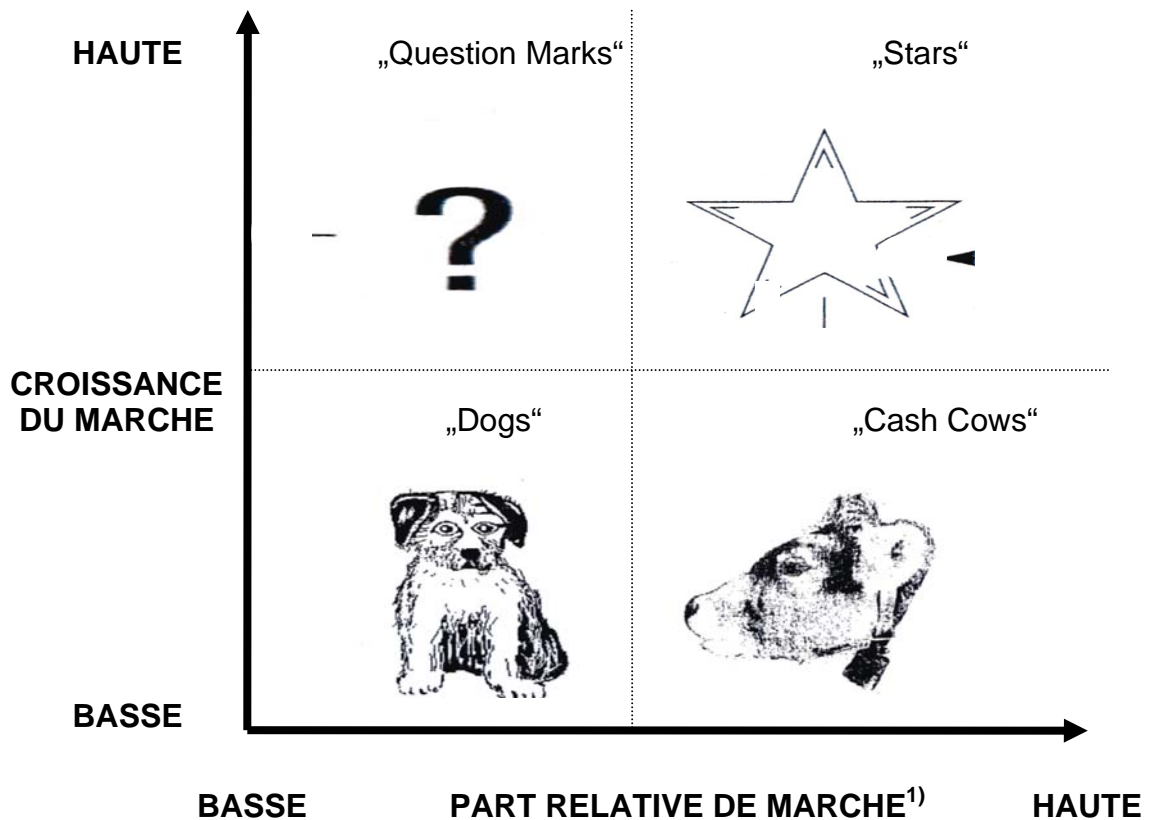 HAUTE
„Question Marks“
„Stars“
?
CROISSANCE
DU MARCHE
„Dogs“
„Cash Cows“
BASSE
BASSE
PART RELATIVE DE MARCHE1)
HAUTE